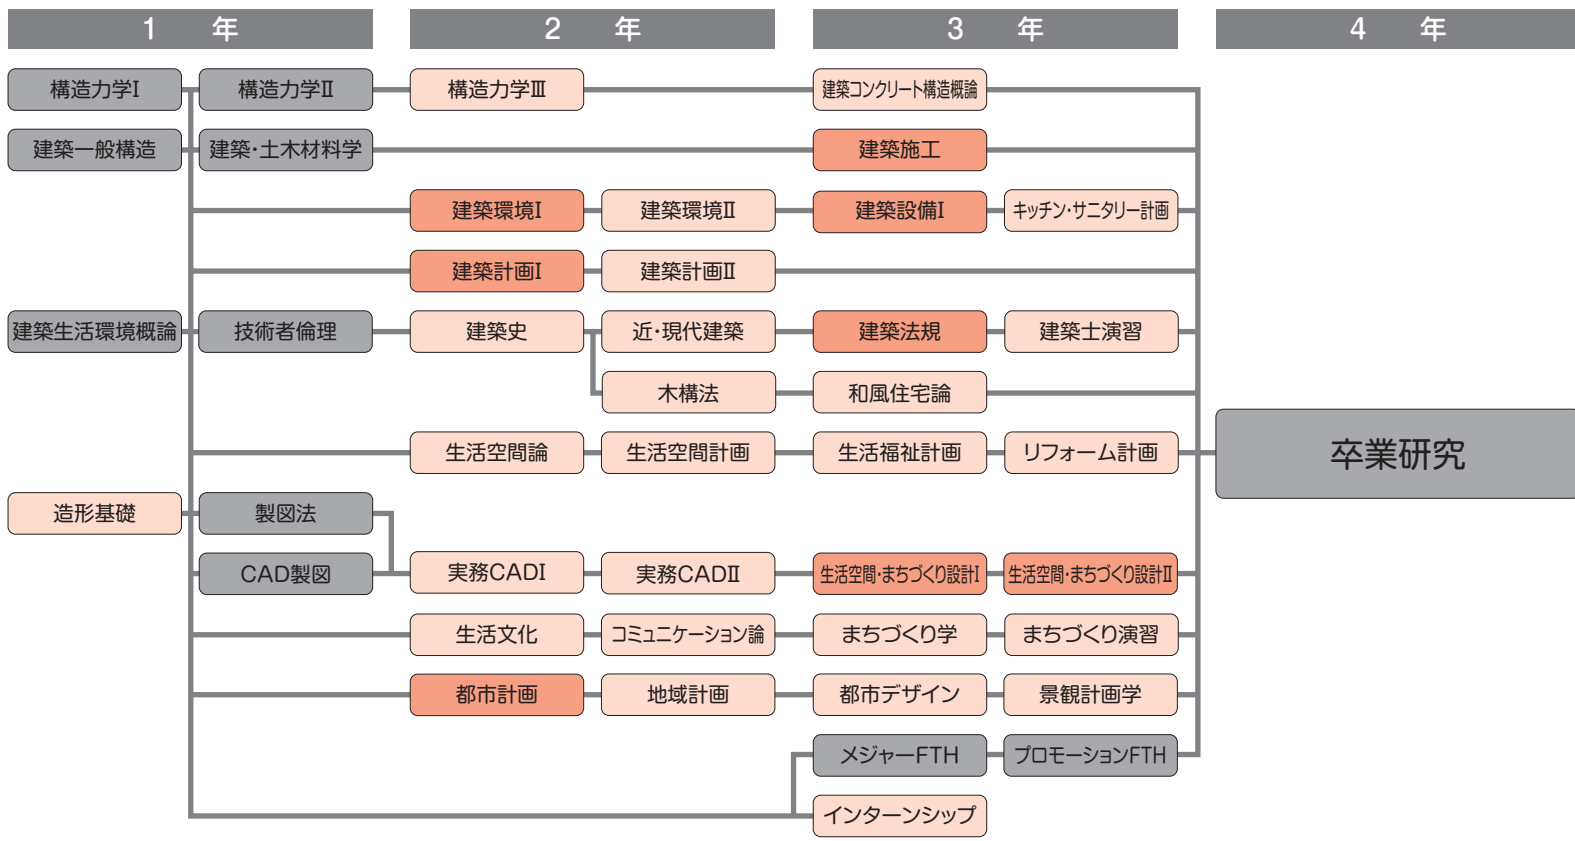 1 年
2 年
3 年
4 年
構造力学Ⅰ
構造力学Ⅱ
構造力学Ⅲ
建築コンクリート構造概論
建築一般構造
建築・土木材料学
建築施工
建築環境Ⅰ
建築環境Ⅱ
建築設備Ⅰ
キッチン・サニタリー計画
建築計画Ⅰ
建築計画Ⅱ
建築生活環境概論
技術者倫理
建築史
近・現代建築
建築法規
建築士演習
木構法
和風住宅論
生活空間論
生活空間計画
生活福祉計画
リフォーム計画
卒業研究
造形基礎
製図法
CAD製図
実務CADⅠ
実務CADⅡ
生活空間・まちづくり設計Ⅰ
生活空間・まちづくり設計Ⅱ
生活文化
コミュニケーション論
まちづくり学
まちづくり演習
都市計画
地域計画
都市デザイン
景観計画学
メジャーFTH
プロモーションFTH
インターンシップ